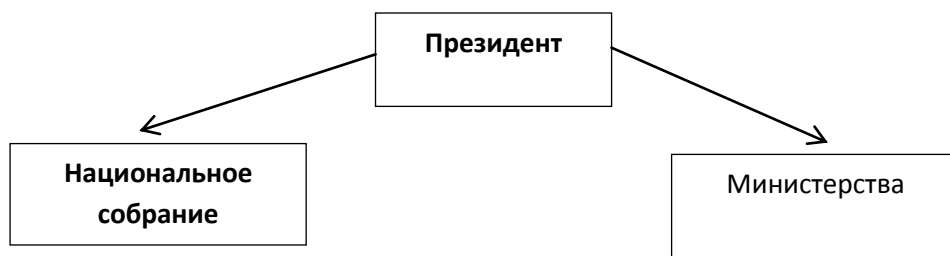 Президент
Национальное
собрание
Министерства